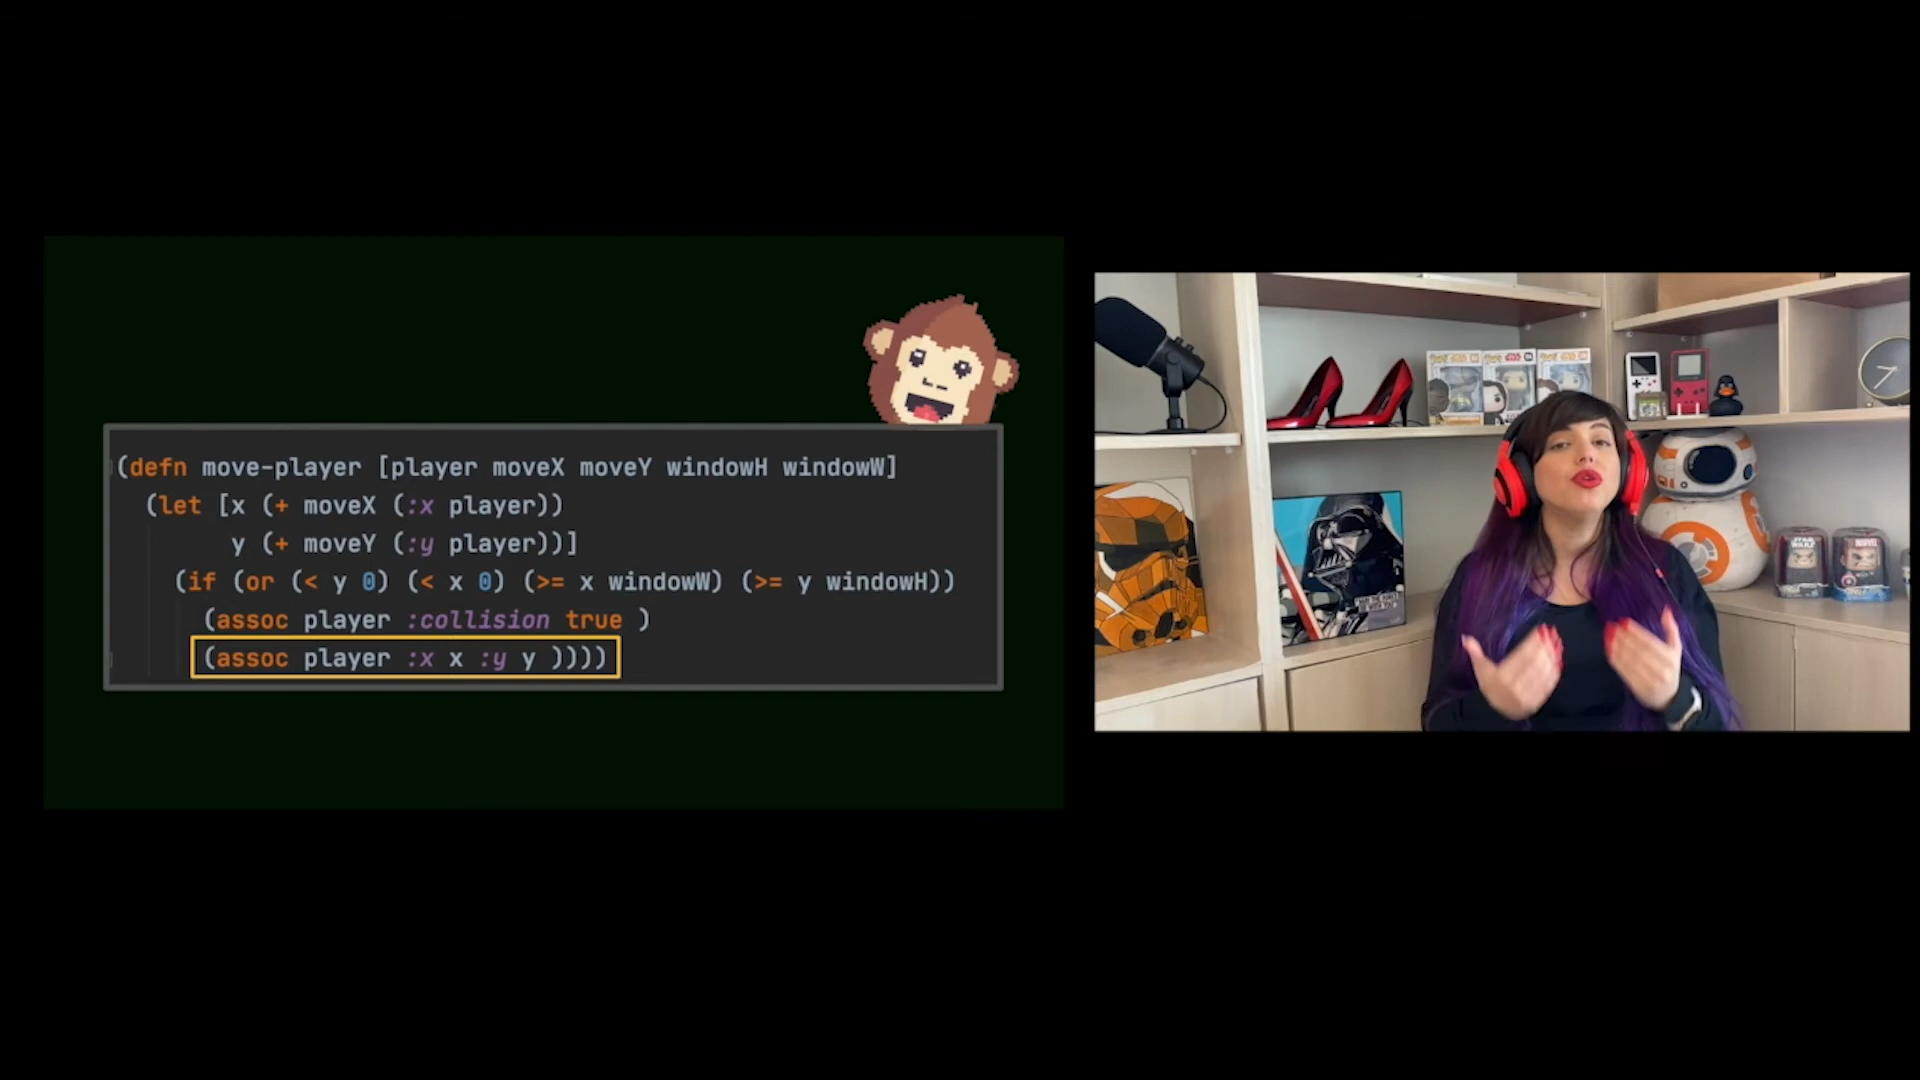 (defn move-player [player moveX moveY windowH windowW]
(let [x (+ moveX (:x player))
y (+ moveY (:y player))]
(if (or (< y 0) (< x 0) (>= x windowW) (>= y windowH))
(assoc player :collision true )
(assoc player :x x :y y ))))